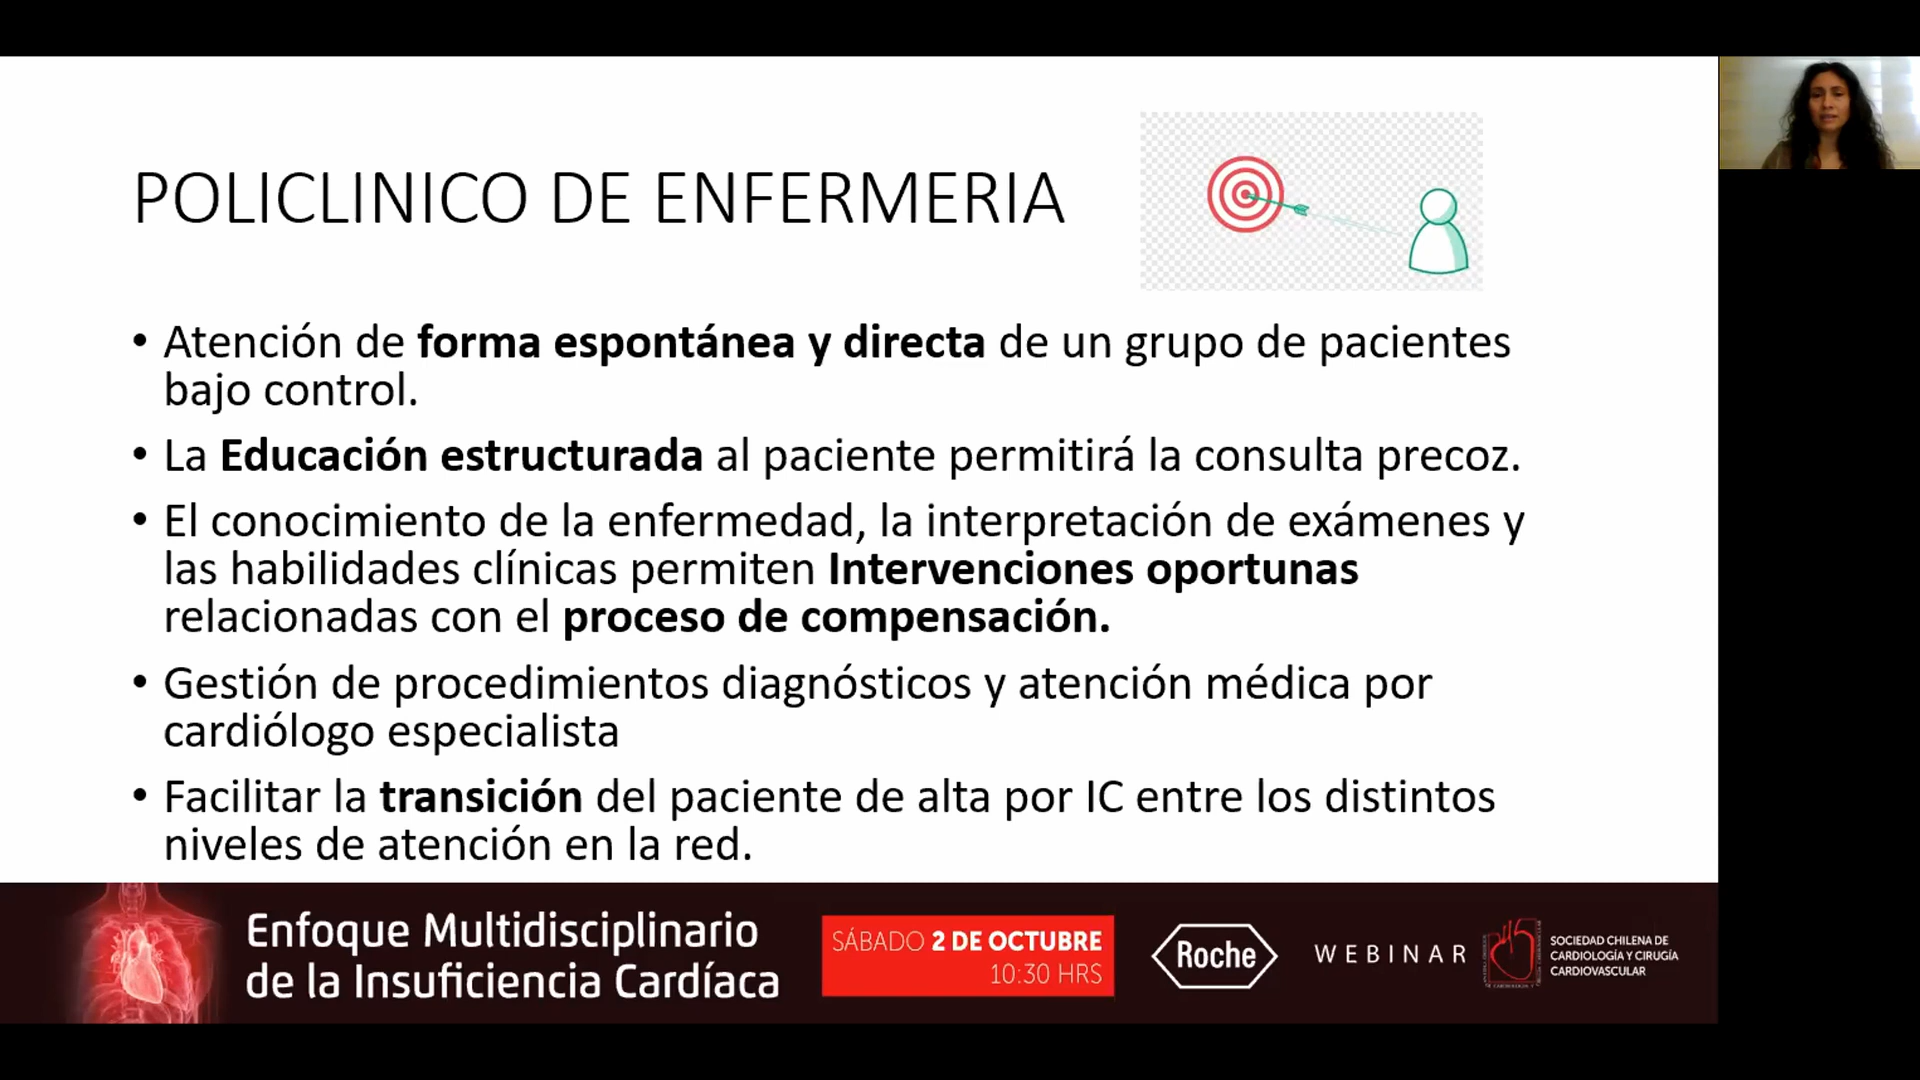 POLICLINICO DE ENFERMERIA
• Atención de forma espontánea y directa de un grupo de pacientes
bajo control.
• La Educación estructurada al paciente permitirá la consulta precoz.
• El conocimiento de la enfermedad, la interpretación de exámenes y
las habilidades clínicas permiten Intervenciones oportunas
relacionadas con el proceso de compensación.
• Gestión de procedimientos diagnósticos y atención médica por
cardiólogo especialista
• Facilitar la transición del paciente de alta por IC entre los distintos
niveles de atención en la red.
Enfoque Multidisciplinario
de la Insuficiencia Cardíaca
SÁBADO 2 DE OCTUBRE
10:30 HRS
Roche
WEBINAR
SOCIEDAD CHILENA DE
CARDIOLOGÍA Y CIRUGÍA
CARDIOVASCULAR